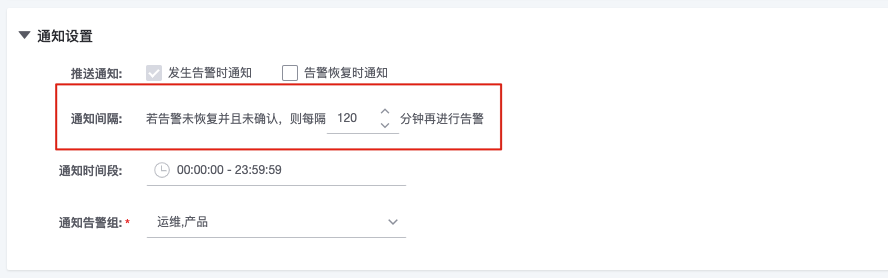 通知设置
推送通知: 发生告警时通知 告警恢复时通知
通知间隔: 若告警未恢复并且未确认，则每隔 120 分钟再进行告警
通知时间段: 00:00:00 - 23:59:59
通知告警组: * 运维,产品